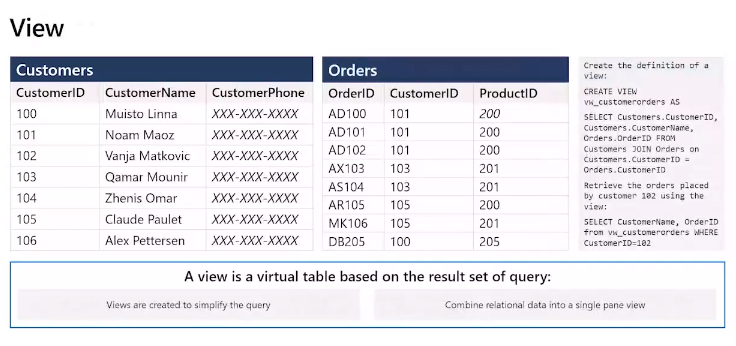 View
Customers
CustomerID CustomerName CustomerPhone
100 Muisto Linna XXX-XXX-XXXX
101 Noam Maoz XXX-XXX-XXXX
102 Vanja Matkovic XXX-XXX-XXXX
103 Qamar Mounir XXX-XXX-XXXX
104 Zhenis Omar XXX-XXX-XXXX
105 Claude Paulet XXX-XXX-XXXX
106 Alex Pettersen XXX-XXX-XXXX
Orders
OrderID CustomerID ProductID
AD100 101 200
AD101 101 200
AD102 101 200
AX103 103 201
AS104 103 201
AR105 105 200
MK106 105 201
DB205 100 205
Create the definition of a
view:
CREATE VIEW
vw_customerorders AS
SELECT Customers.CustomerID,
Customers.CustomerName,
Orders.OrderID FROM
Customers JOIN Orders on
Customers.CustomerID =
Orders.CustomerID
Retrieve the orders placed
by customer 102 using the
view:
SELECT CustomerName, OrderID
from vw_customerorders WHERE
CustomerID=102
A view is a virtual table based on the result set of query:
Views are created to simplify the query
Combine relational data into a single pane view